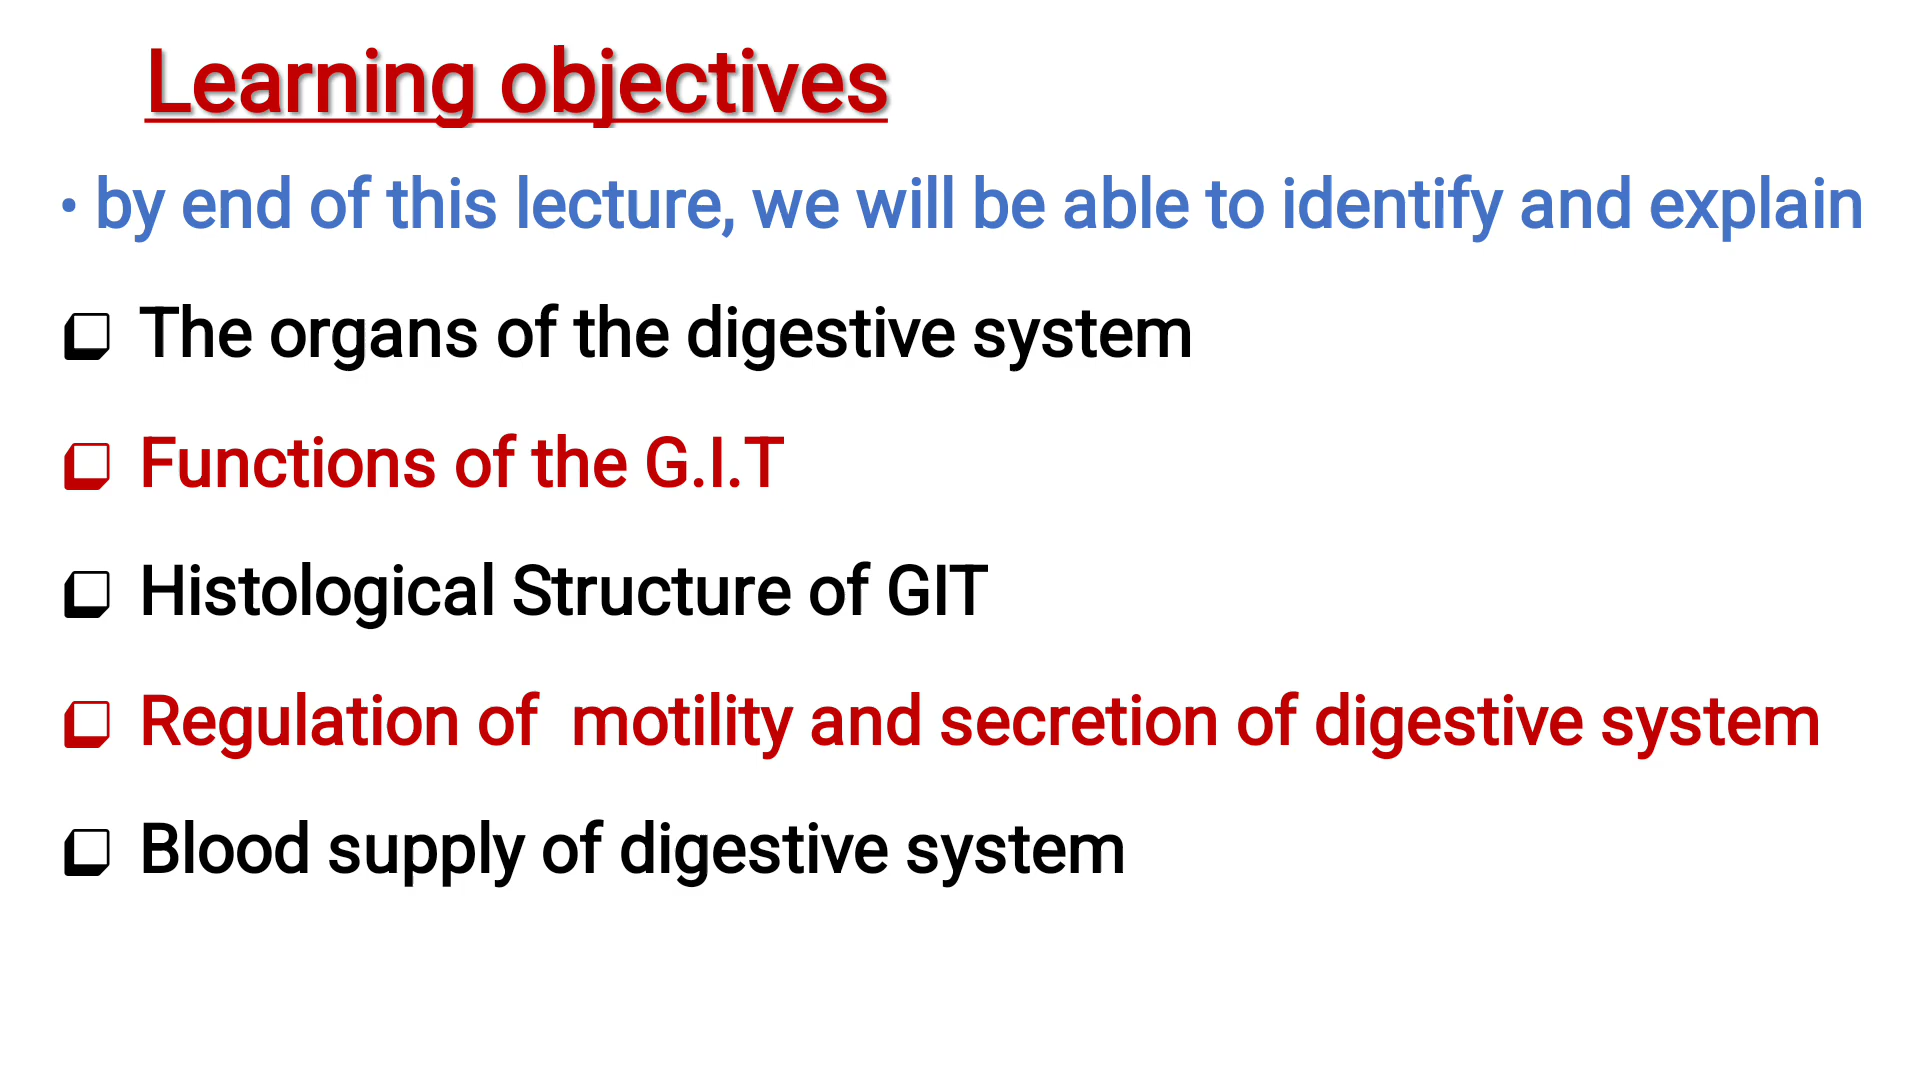 Learning objectives
• by end of this lecture, we will be able to identify and explain
❑ The organs of the digestive system
❑ Functions of the G.I.T
❑ Histological Structure of GIT
❑ Regulation of  motility and secretion of digestive system
❑ Blood supply of digestive system